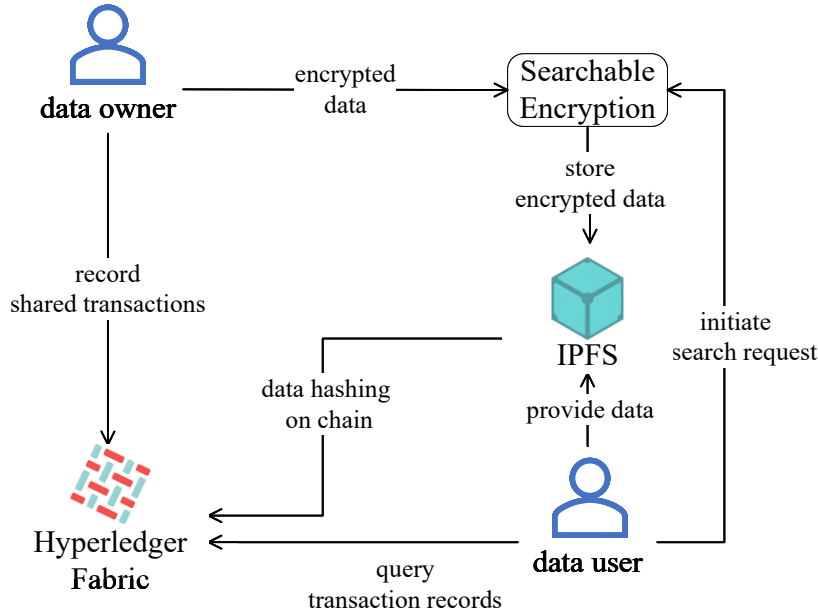 data owner
encrypted
data
Searchable
Encryption
store
encrypted data
record
shared transactions
IPFS
initiate
search request
data hashing
on chain
provide data
Hyperledger
Fabric
data user
query
transaction records